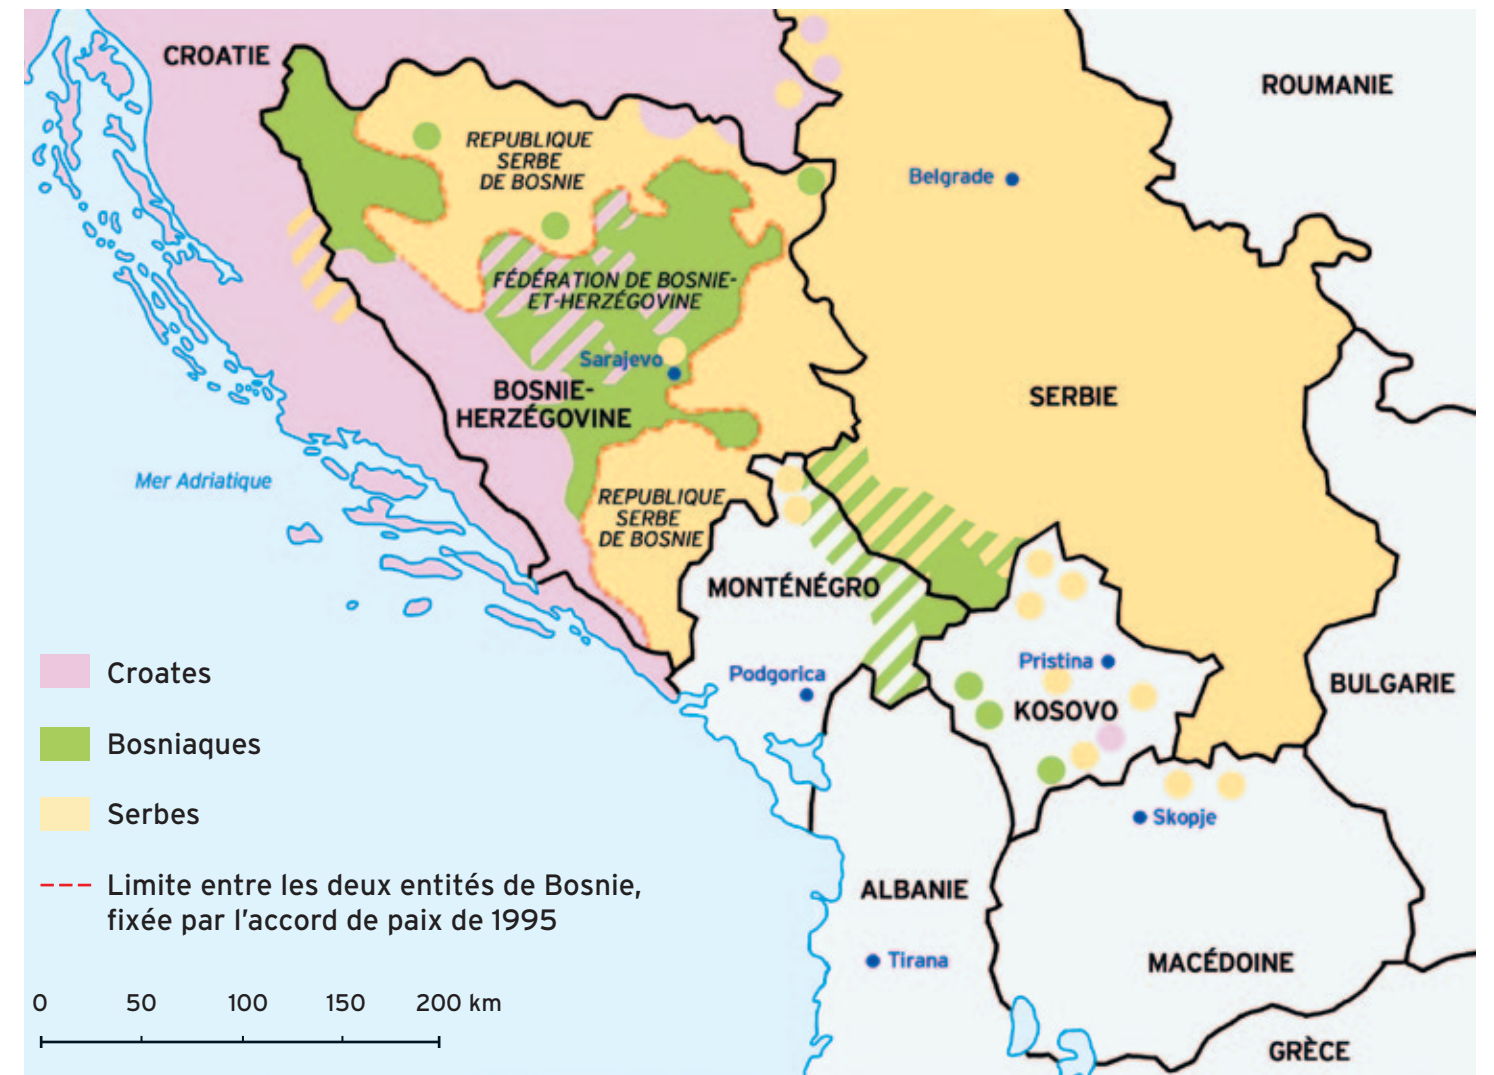 CROATIE
ROUMANIE
REPUBLIQUE
SERBE
DE BOSNIE
Belgrade
FÉDÉRATION DE BOSNIE-
ET-HERZÉGOVINE
Sarajevo
BOSNIE-
HERZÉGOVINE
SERBIE
Mer Adriatique
REPUBLIQUE
SERBE
DE BOSNIE
MONTÉNÉGRO
Podgorica
Pristina
KOSOVO
BULGARIE
Skopje
ALBANIE
Tirana
MACÉDOINE
GRÈCE
Croates
Bosniaques
Serbes
Limite entre les deux entités de Bosnie,
fixée par l'accord de paix de 1995
0 50 100 150 200 km